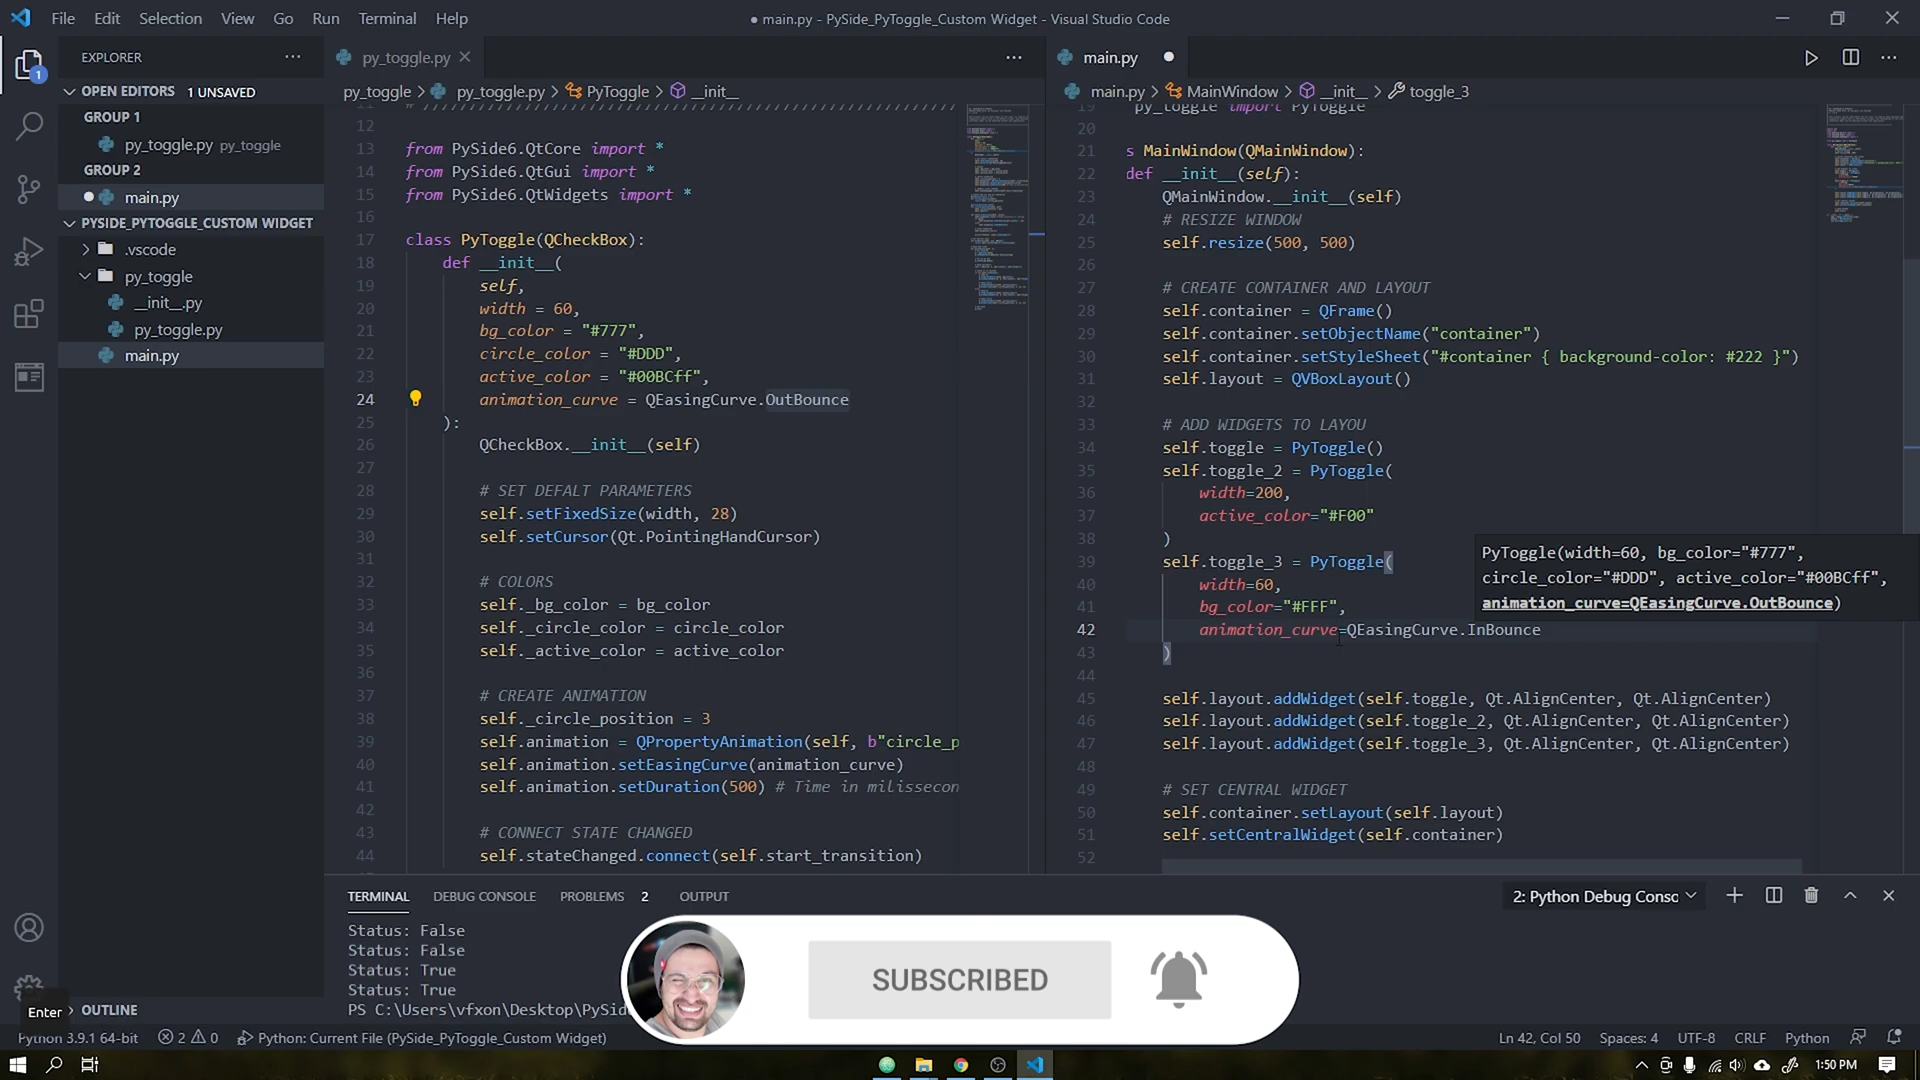 File Edit Selection View Go Run Terminal Help
● main.py - PySide_PyToggle_Custom Widget - Visual Studio Code
EXPLORER
OPEN EDITORS 1 UNSAVED
GROUP 1
py_toggle.py py_toggle
GROUP 2
main.py
PYSIDE_PYTOGGLE_CUSTOM WIDGET
.vscode
py_toggle
__init__.py
py_toggle.py
main.py
OUTLINE
1
Enter
py_toggle.py
py_toggle > py_toggle.py > PyToggle > __init__
12
13 from PySide6.QtCore import *
14 from PySide6.QtGui import *
15 from PySide6.QtWidgets import *
16
17 class PyToggle(QCheckBox):
18 def __init__(
19 self,
20 width = 60,
21 bg_color = "#777",
22 circle_color = "#DDD",
23 active_color = "#00BCff",
24 animation_curve = QEasingCurve.OutBounce
25 ):
26 QCheckBox.__init__(self)
27
28 # SET DEFALT PARAMETERS
29 self.setFixedSize(width, 28)
30 self.setCursor(Qt.PointingHandCursor)
31
32 # COLORS
33 self._bg_color = bg_color
34 self._circle_color = circle_color
35 self._active_color = active_color
36
37 # CREATE ANIMATION
38 self._circle_position = 3
39 self.animation = QPropertyAnimation(self, b"circle_p
40 self.animation.setEasingCurve(animation_curve)
41 self.animation.setDuration(500) # Time in milissecon
42
43 # CONNECT STATE CHANGED
44 self.stateChanged.connect(self.start_transition)
main.py
main.py > MainWindow > __init__ > toggle_3
19 py_toggle import PyToggle
20
21 s MainWindow(QMainWindow):
22 def __init__(self):
23 QMainWindow.__init__(self)
24 # RESIZE WINDOW
25 self.resize(500, 500)
26
27 # CREATE CONTAINER AND LAYOUT
28 self.container = QFrame()
29 self.container.setObjectName("container")
30 self.container.setStyleSheet("#container { background-color: #222 }")
31 self.layout = QVBoxLayout()
32
33 # ADD WIDGETS TO LAYOU
34 self.toggle = PyToggle()
35 self.toggle_2 = PyToggle(
36 width=200,
37 active_color="#F00"
38 )
39 self.toggle_3 = PyToggle(
40 width=60,
41 bg_color="#FFF",
42 animation_curve=QEasingCurve.InBounce
43 )
44
45 self.layout.addWidget(self.toggle, Qt.AlignCenter, Qt.AlignCenter)
46 self.layout.addWidget(self.toggle_2, Qt.AlignCenter, Qt.AlignCenter)
47 self.layout.addWidget(self.toggle_3, Qt.AlignCenter, Qt.AlignCenter)
48
49 # SET CENTRAL WIDGET
50 self.container.setLayout(self.layout)
51 self.setCentralWidget(self.container)
52
PyToggle(width=60, bg_color="#777",
circle_color="#DDD", active_color="#00BCff",
animation_curve=QEasingCurve.OutBounce)
TERMINAL DEBUG CONSOLE PROBLEMS 2 OUTPUT
2: Python Debug Consc
Status: False
Status: False
Status: True
Status: True
PS C:\Users\vfxon\Desktop\PySid
SUBSCRIBED
Python 3.9.1 64-bit 2 0 Python: Current File (PySide_PyToggle_Custom Widget)
Ln 42, Col 50 Spaces: 4 UTF-8 CRLF Python
1:50 PM